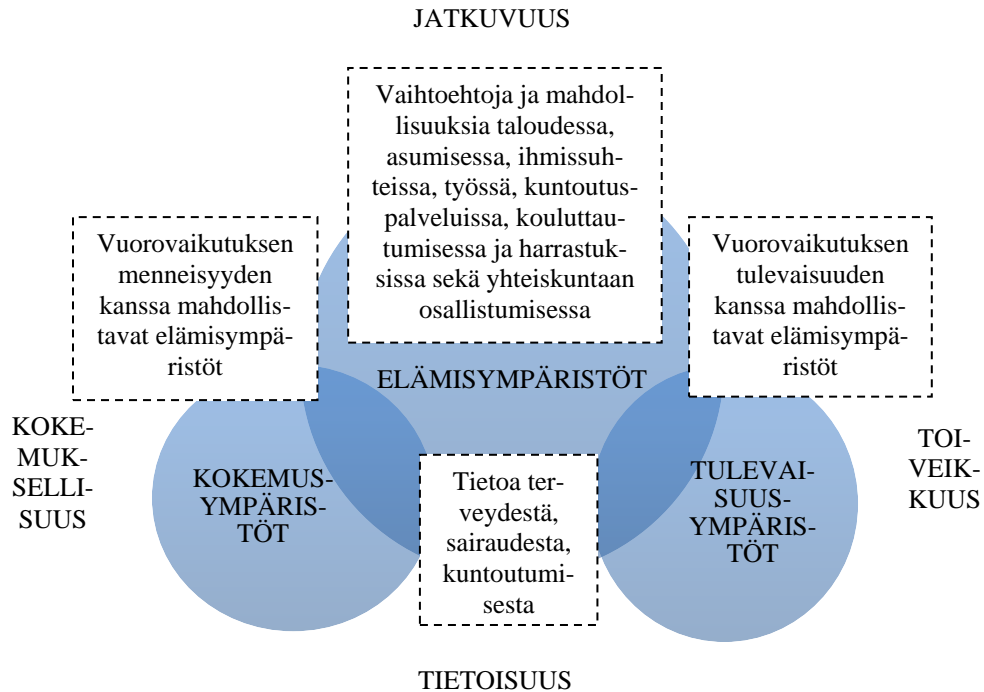 JATKUVUUS
Vaihtoehtoja ja mahdol-
lisuuksia taloudessa,
asumisessa, ihmissuh-
teissa, työssä, kuntoutus-
palveluissa, kouluttau-
tumisessa ja harrastuk-
sissa sekä yhteiskuntaan
osallistumisessa
Vuorovaikutuksen
menneisyyden
kanssa mahdollis-
tavat elämisympä-
ristöt
Vuorovaikutuksen
tulevaisuuden
kanssa mahdollis-
tavat elämisympä-
ristöt
ELÄMISYMPÄRISTÖT
KOKE-
MUK-
SELLI-
SUUS
KOKEMUS-
YMPÄRIS-
TÖT
Tietoa ter-
veydestä,
sairaudesta,
kuntoutumi-
sesta
TULEVAI-
SUUS-
YMPÄRIS-
TÖT
TOI-
VEIK-
KUUS
TIETOISUUS